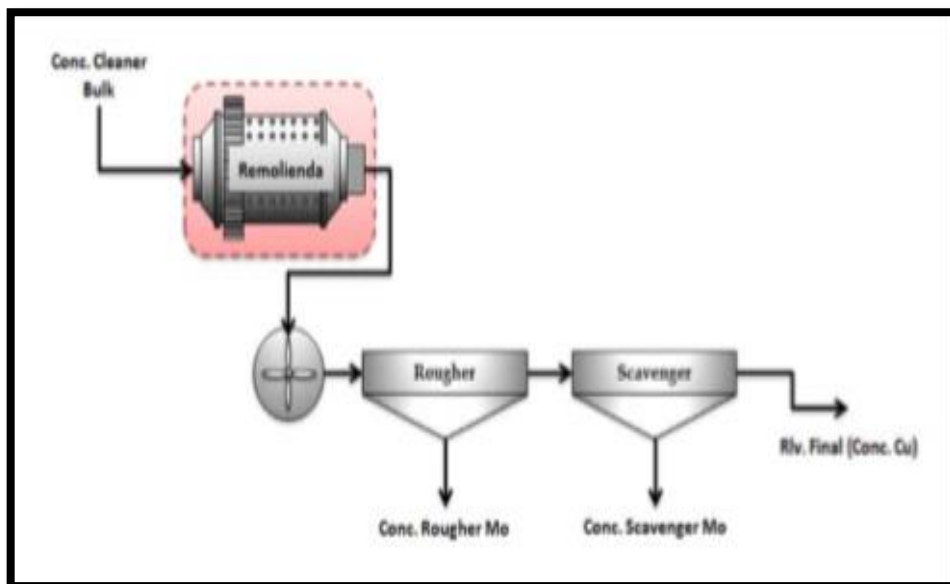 Conc. Cleaner
Bulk
Remolienda
Rougher
Scavenger
Rlv. Final (Conc. Cu)
Conc. Rougher Mo
Conc. Scavenger Mo